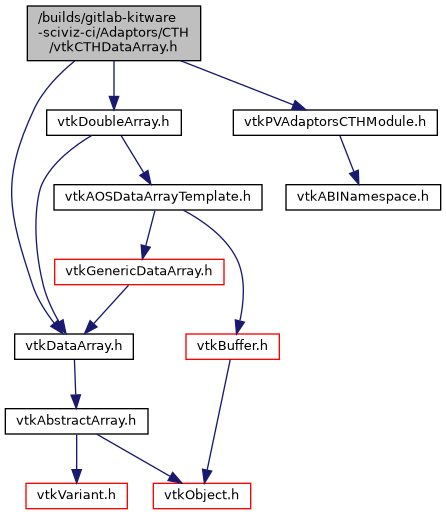 /builds/gitlab-kitware
-sciviz-ci/Adaptors/CTH
/vtkCTHDataArray.h
vtkDoubleArray.h
vtkPVAdaptorsCTHModule.h
vtkAOSDataArrayTemplate.h
vtkABINamespace.h
vtkGenericDataArray.h
vtkDataArray.h
vtkBuffer.h
vtkAbstractArray.h
vtkVariant.h
vtkObject.h